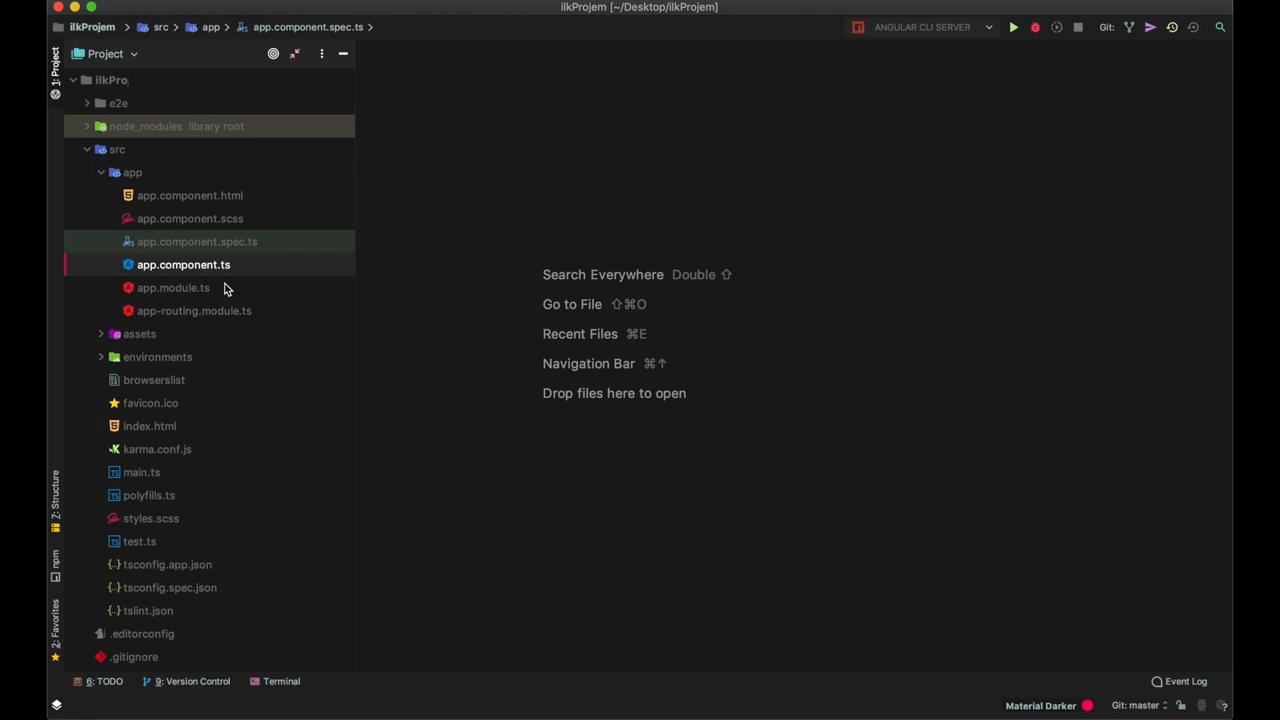 ilkProjem [~/Desktop/ilkProjem]
ilkProjem src app app.component.spec.ts ANGULAR CLI SERVER Git:
1: Project
Project
ilkProj
e2e
node_modules library root
src
app
app.component.html
app.component.scss
app.component.spec.ts
app.component.ts
app.module.ts
app-routing.module.ts
assets
environments
browserslist
favicon.ico
index.html
karma.conf.js
main.ts
polyfills.ts
styles.scss
test.ts
tsconfig.app.json
tsconfig.spec.json
tslint.json
.editorconfig
.gitignore
Search Everywhere Double ⇧
Go to File ⇧⌘O
Recent Files ⌘E
Navigation Bar ⌘↑
Drop files here to open
Z: Structure
npm
2: Favorites
6: TODO 9: Version Control Terminal Event Log
Material Darker Git: master